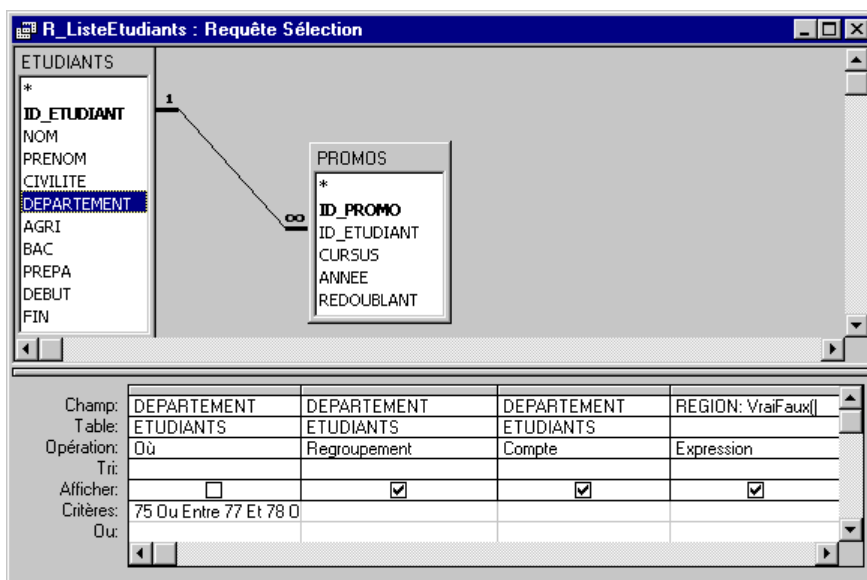 R_ListeEtudiants : Requête Sélection
ETUDIANTS
*
ID_ETUDIANT
NOM
PRENOM
CIVILITE
DEPARTEMENT
AGRI
BAC
PREPA
DEBUT
FIN
1
∞
PROMOS
*
ID_PROMO
ID_ETUDIANT
CURSUS
ANNEE
REDOUBLANT
Champ: DEPARTEMENT DEPARTEMENT DEPARTEMENT REGION: VraiFaux([
Table: ETUDIANTS ETUDIANTS ETUDIANTS
Opération: Où Regroupement Compte Expression
Tri:
Afficher:
Critères: 75 Ou Entre 77 Et 78 O
Ou: